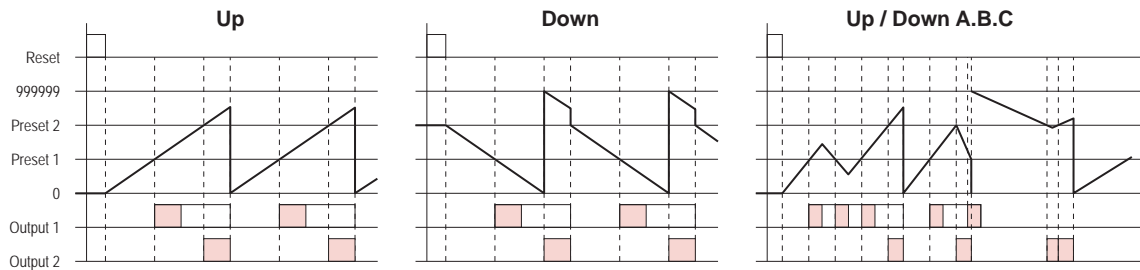 Up
Down
Up / Down A.B.C
Reset
999999
Preset 2
Preset 1
0
Output 1
Output 2